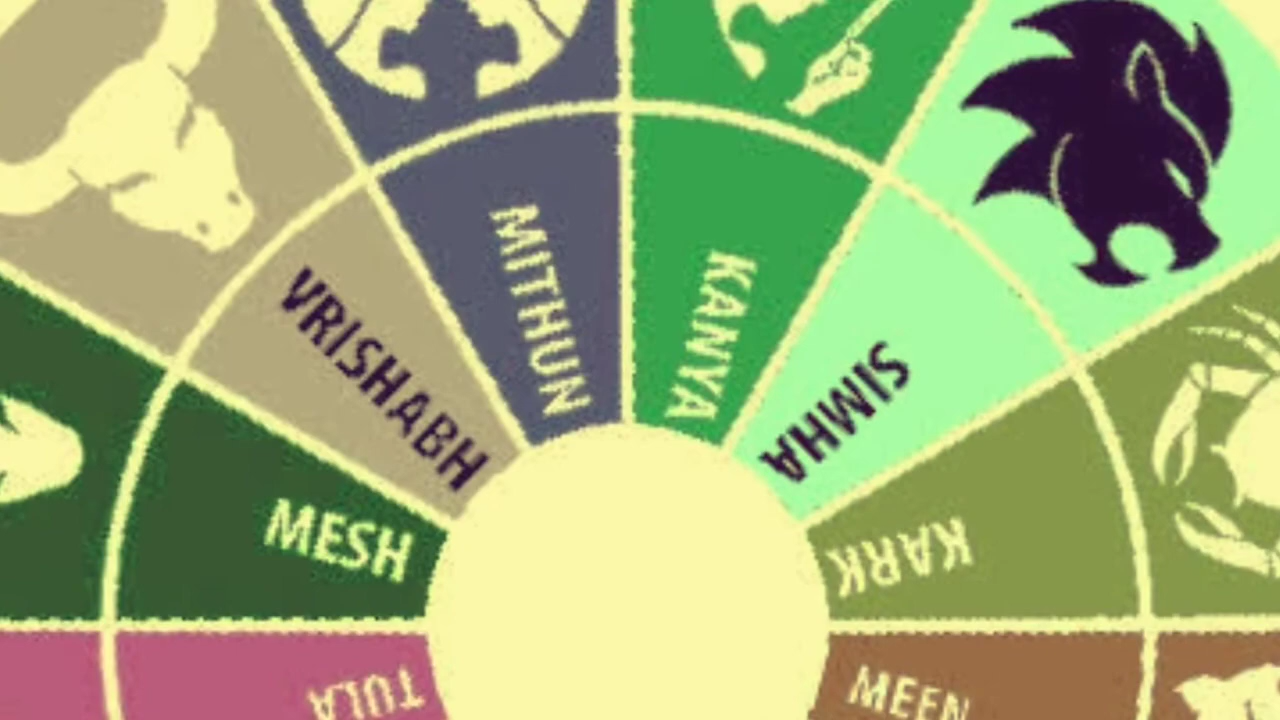 MITHUN
KANYA
VRISHABH
SIMHA
MESH
KARK
TULA
MEEN